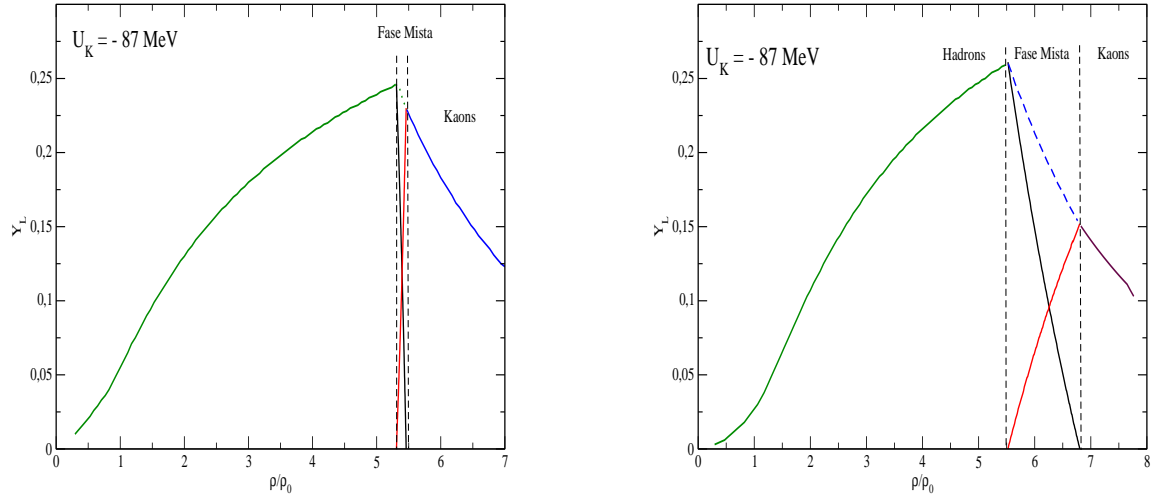 Fase Mista
U_K = - 87 MeV
Kaons
0,25
0,2
0,15
0,1
0,05
0
Y_L
0 1 2 3 4 5 6 7
ρ/ρ_0
Hadrons Fase Mista Kaons
U_K = - 87 MeV
0,25
0,2
0,15
0,1
0,05
0
Y_L
0 1 2 3 4 5 6 7 8
ρ/ρ_0